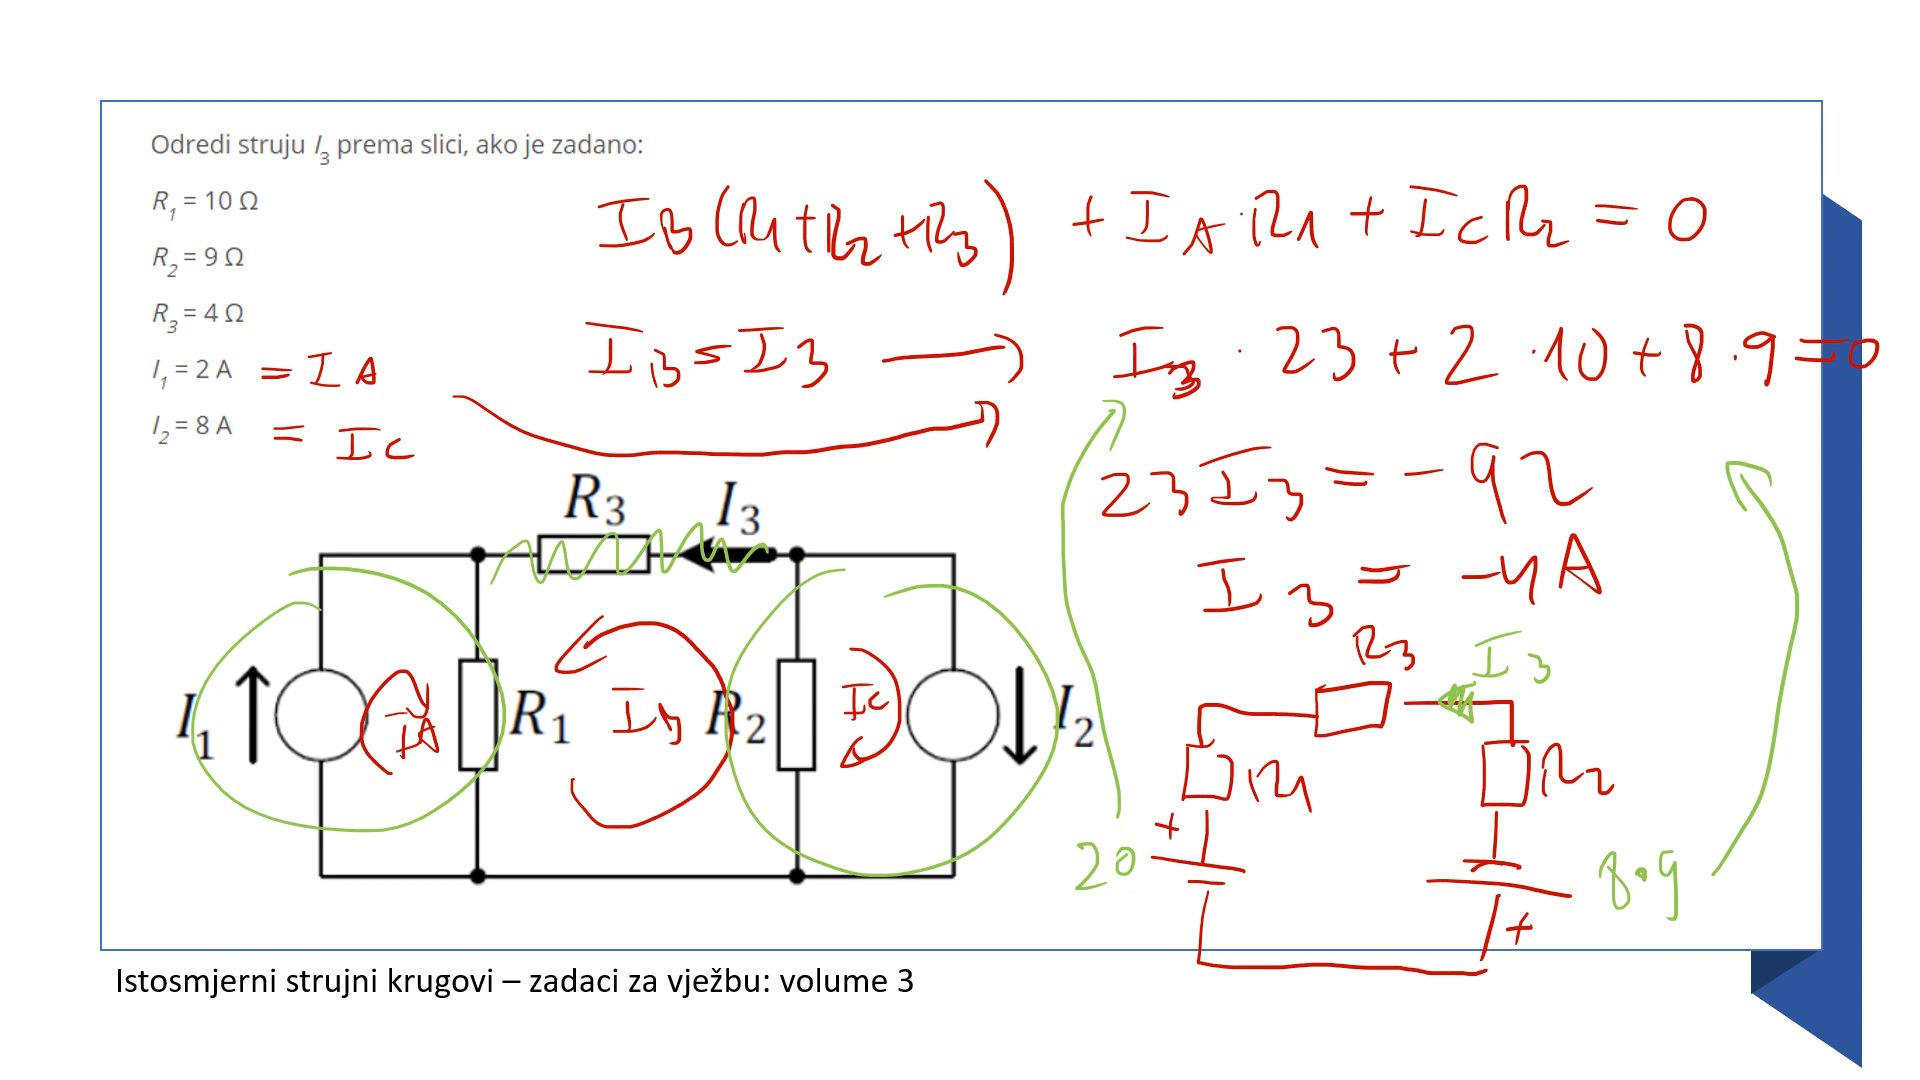 Odredi struju I3 prema slici, ako je zadano:
R1 = 10 Ω
R2 = 9 Ω
R3 = 4 Ω
I1 = 2 A = IA
I2 = 8 A = IC
IB (R1+R2+R3) + IA·R1 + IC R2 = 0
IB = I3 → I3 · 23 + 2 · 10 + 8 · 9 = 0
23 I3 = - 92
I3 = -4A
R3 I3
I1 IA R1 IB R2 IC I2
R3 I3
R1 R2
+
20 8·9
+
Istosmjerni strujni krugovi – zadaci za vježbu: volume 3